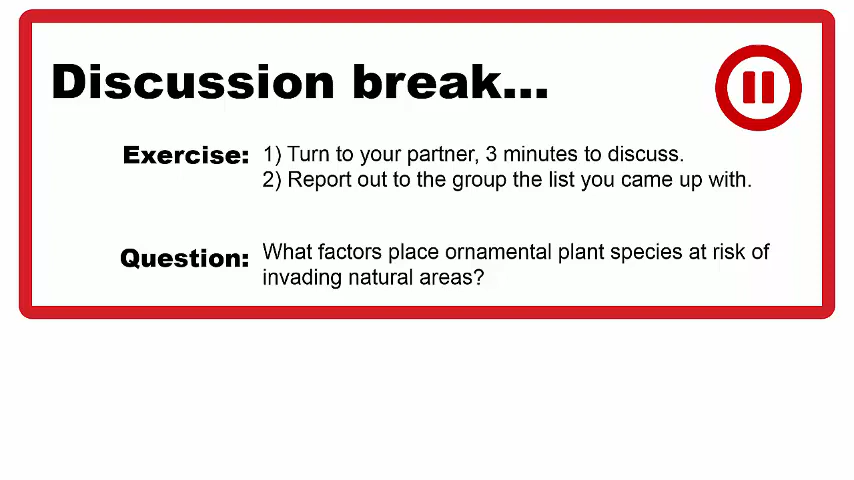 Discussion break...
Exercise: 1) Turn to your partner, 3 minutes to discuss.
2) Report out to the group the list you came up with.
Question: What factors place ornamental plant species at risk of
invading natural areas?